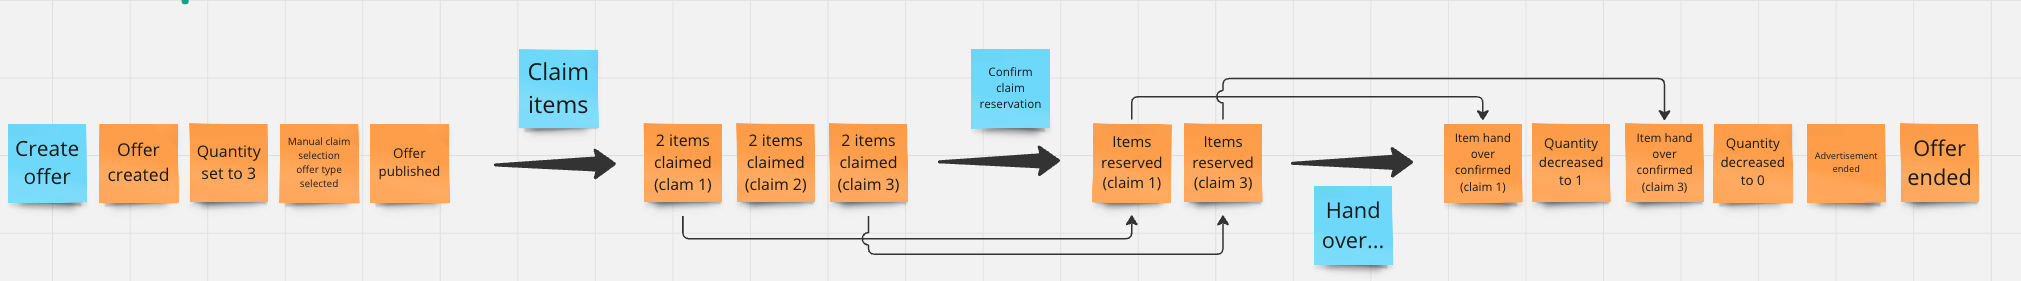 Create
offer
Offer
created
Quantity
set to 3
Manual claim
selection
offer type
selected
Offer
published
Claim
items
2 items
claimed
(clam 1)
2 items
claimed
(claim 2)
2 items
claimed
(claim 3)
Confirm
claim
reservation
Items
reserved
(claim 1)
Items
reserved
(claim 3)
Hand
over...
Item hand
over
confirmed
(claim 1)
Quantity
decreased
to 1
Item hand
over
confirmed
(claim 3)
Quantity
decreased
to 0
Advertisement
ended
Offer
ended